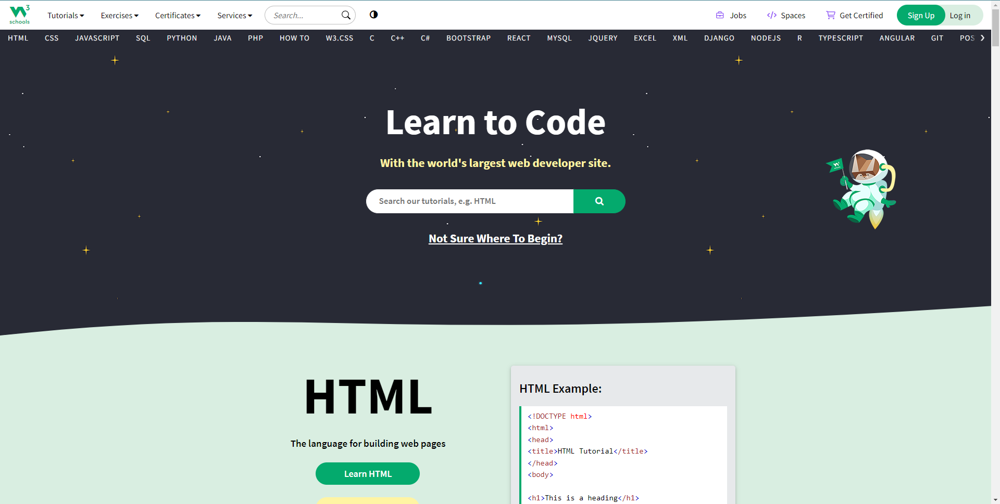 W3
schools
Tutorials
Exercises
Certificates
Services
Search...
Jobs
Spaces
Get Certified
Sign Up
Log in
HTML CSS JAVASCRIPT SQL PYTHON JAVA PHP HOW TO W3.CSS C C++ C# BOOTSTRAP REACT MYSQL JQUERY EXCEL XML DJANGO NODEJS R TYPESCRIPT ANGULAR GIT POS
Learn to Code
With the world's largest web developer site.
Search our tutorials, e.g. HTML
Not Sure Where To Begin?
HTML
The language for building web pages
Learn HTML
HTML Example:
<!DOCTYPE html>
<html>
<head>
<title>HTML Tutorial</title>
</head>
<body>
<h1>This is a heading</h1>